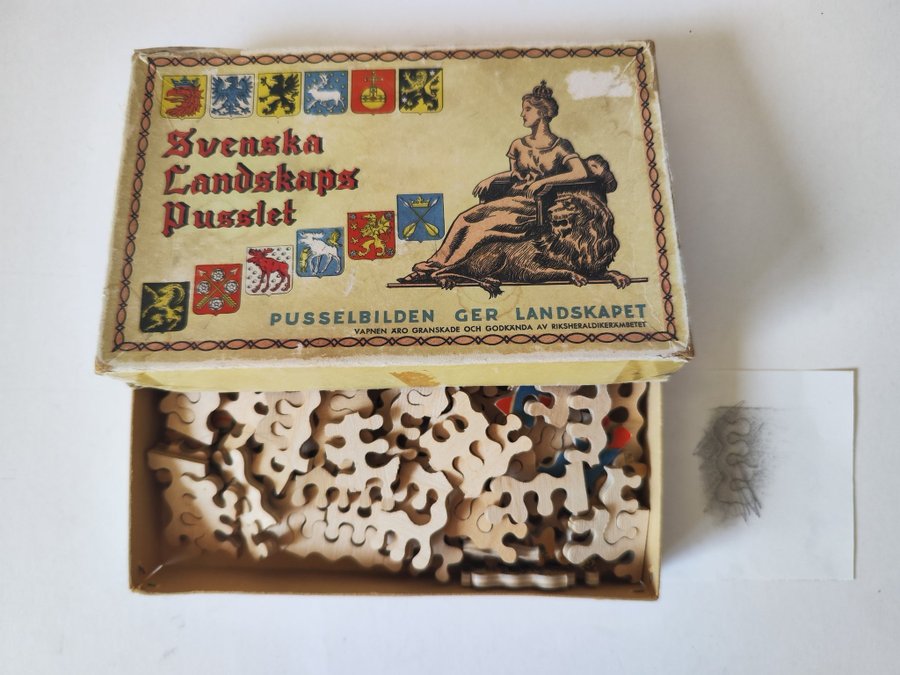 Svenska
Landskaps
Pusslet
PUSSELBILDEN GER LANDSKAPET
VAPNEN ÄRO GRANSKADE OCH GODKÄNDA AV RIKSHERALDIKERÄMBETET